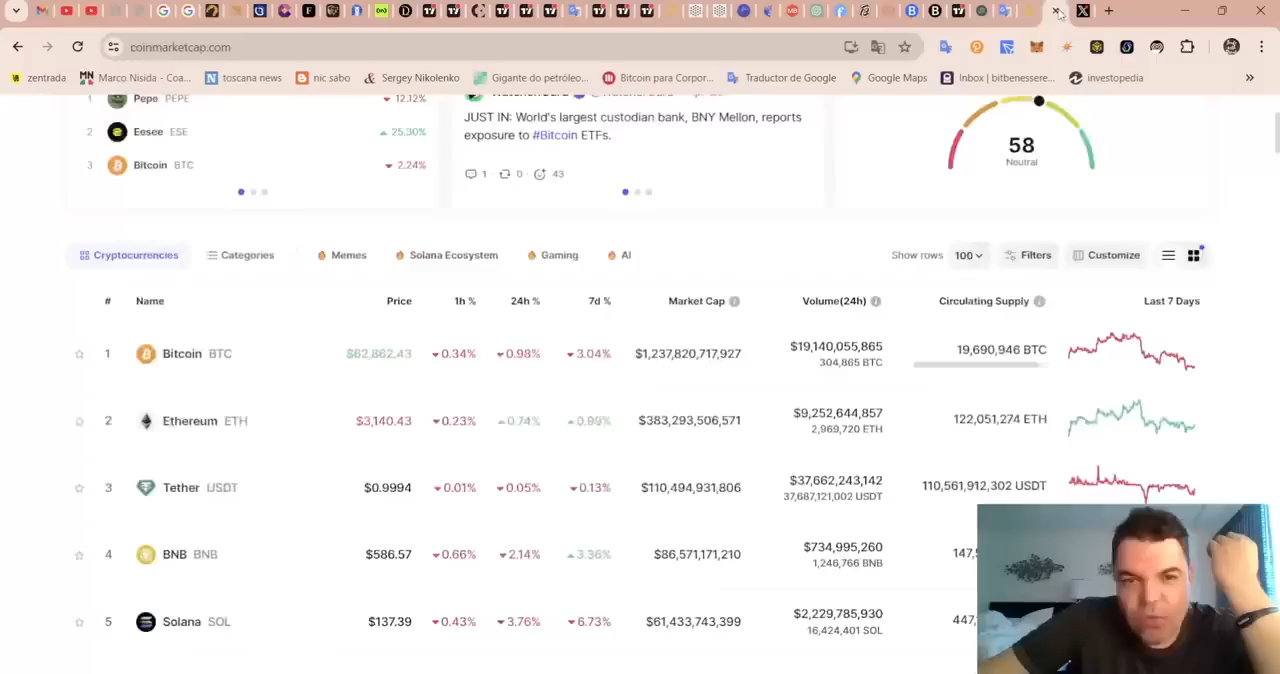 coinmarketcap.com
zentrada
Marco Nisida - Coa...
toscana news
nic sabo
Sergey Nikolenko
Gigante do petróleo,...
Bitcoin para Corpor...
Traductor de Google
Google Maps
Inbox | bitbenessere...
investopedia
1 Pepe PEPE 12.12%
2 Eesee ESE 25.30%
3 Bitcoin BTC 2.24%
JUST IN: World's largest custodian bank, BNY Mellon, reports
exposure to #Bitcoin ETFs.
1 0 43
58
Neutral
Cryptocurrencies Categories Memes Solana Ecosystem Gaming AI Show rows 100 Filters Customize
# Name Price 1h % 24h % 7d % Market Cap Volume(24h) Circulating Supply Last 7 Days
1 Bitcoin BTC $62,862.43 0.34% 0.98% 3.04% $1,237,820,717,927 $19,140,055,865 19,690,946 BTC
304,865 BTC
2 Ethereum ETH $3,140.43 0.23% 0.74% 0.99% $383,293,506,571 $9,252,644,857 122,051,274 ETH
2,969,720 ETH
3 Tether USDT $0.9994 0.01% 0.05% 0.13% $110,494,931,806 $37,662,243,142 110,561,912,302 USDT
37,687,121,002 USDT
4 BNB BNB $586.57 0.66% 2.14% 3.36% $86,571,171,210 $734,995,260 147,5
1,246,766 BNB
5 Solana SOL $137.39 0.43% 3.76% 6.73% $61,433,743,399 $2,229,785,930 447,
16,424,401 SOL